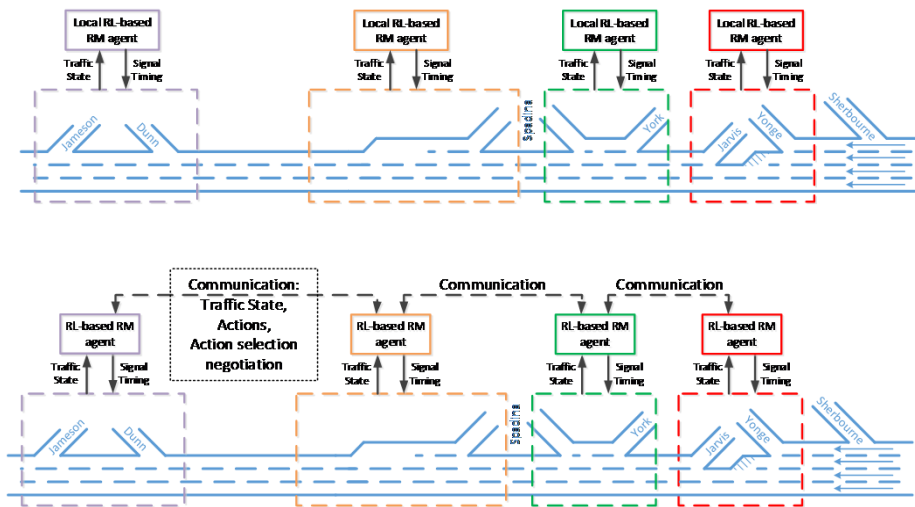 Local RL-based
RM agent
Local RL-based
RM agent
Local RL-based
RM agent
Local RL-based
RM agent
Traffic
State
Signal
Timing
Traffic
State
Signal
Timing
Traffic
State
Signal
Timing
Traffic
State
Signal
Timing
Jameson
Dunn
Spadina
York
Jarvis
Yonge
Sherbourne
Communication:
Traffic State,
Actions,
Action selection
negotiation
Communication
Communication
RL-based RM
agent
RL-based RM
agent
RL-based RM
agent
RL-based RM
agent
Traffic
State
Signal
Timing
Traffic
State
Signal
Timing
Traffic
State
Signal
Timing
Traffic
State
Signal
Timing
Jameson
Dunn
Spadina
York
Jarvis
Yonge
Sherbourne